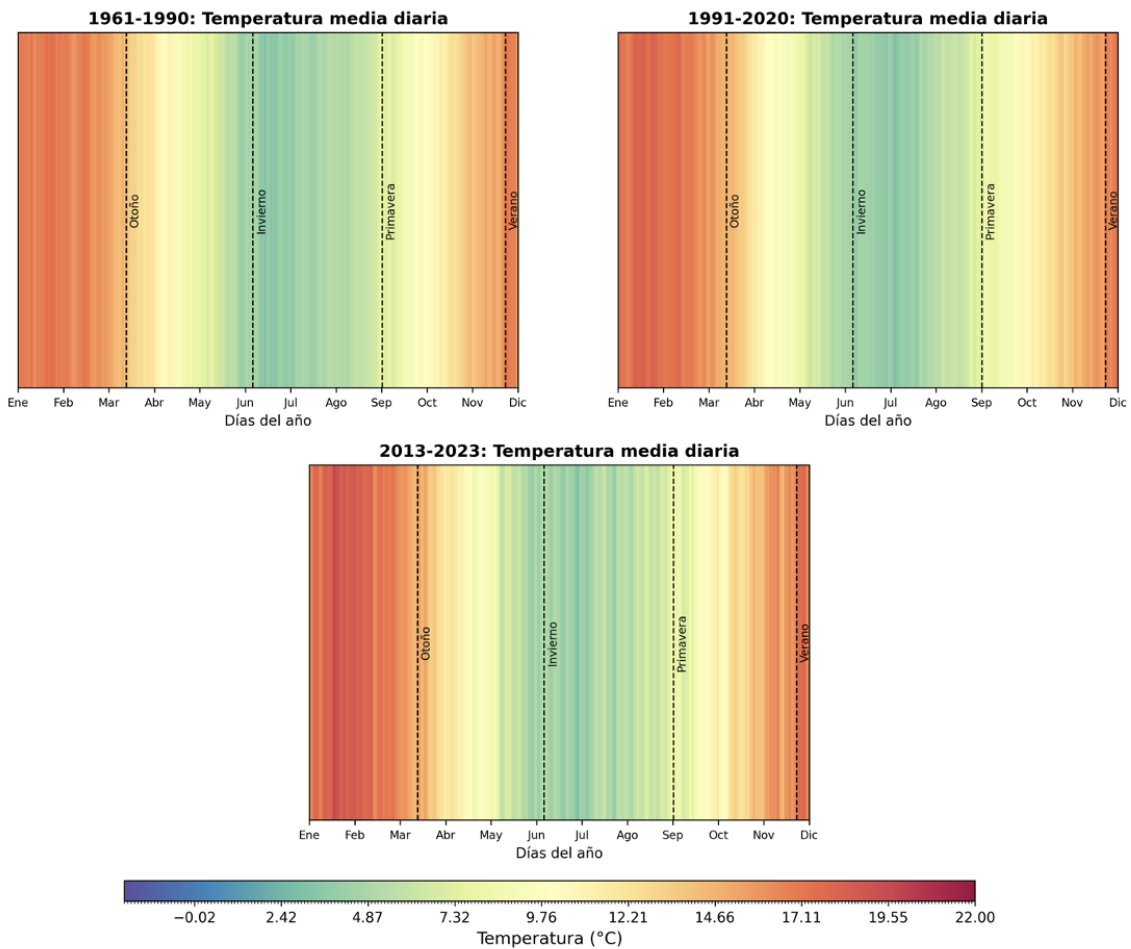 1961-1990: Temperatura media diaria
Otoño
Invierno
Primavera
Verano
Ene Feb Mar Abr May Jun Jul Ago Sep Oct Nov Dic
Días del año
1991-2020: Temperatura media diaria
Otoño
Invierno
Primavera
Verano
Ene Feb Mar Abr May Jun Jul Ago Sep Oct Nov Dic
Días del año
2013-2023: Temperatura media diaria
Otoño
Invierno
Primavera
Verano
Ene Feb Mar Abr May Jun Jul Ago Sep Oct Nov Dic
Días del año
−0.02 2.42 4.87 7.32 9.76 12.21 14.66 17.11 19.55 22.00
Temperatura (°C)